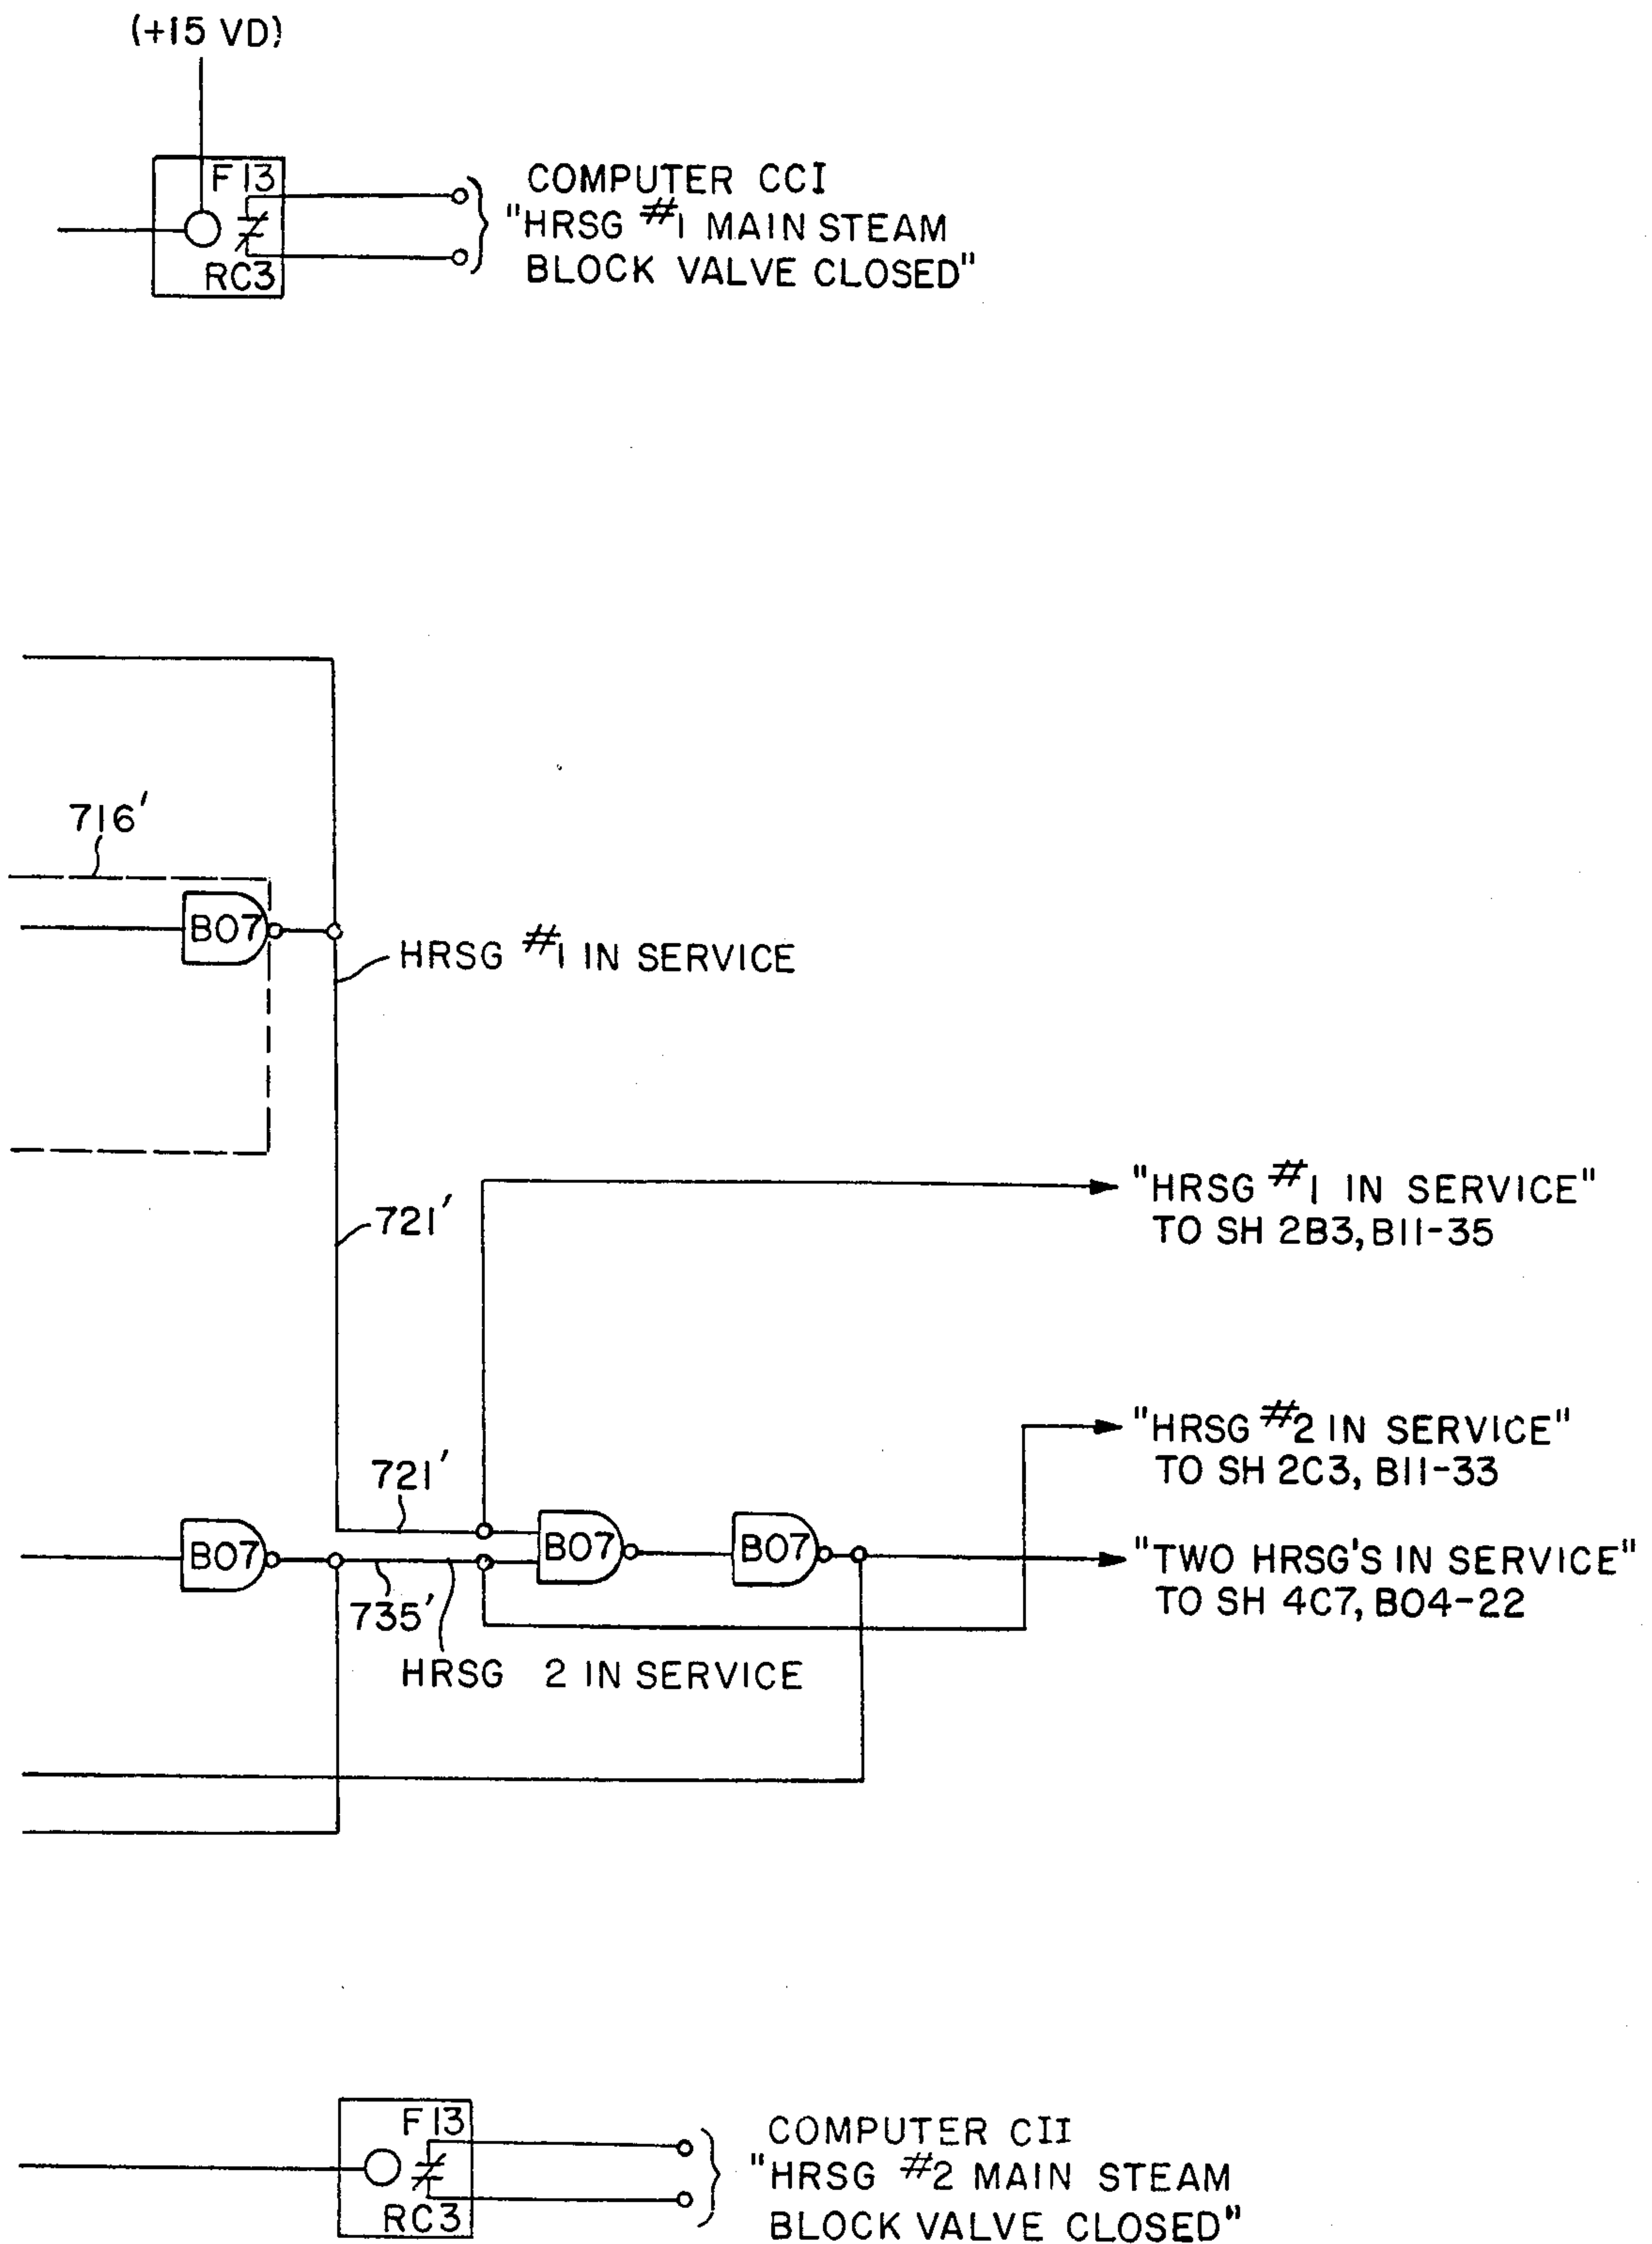 (+15 VD)
F13
RC3
COMPUTER CCI
"HRSG #1 MAIN STEAM
BLOCK VALVE CLOSED"
716'
B07
HRSG #1 IN SERVICE
721'
"HRSG #1 IN SERVICE"
TO SH 2B3, B11-35
"HRSG #2 IN SERVICE"
TO SH 2C3, B11-33
721'
B07
B07
B07
"TWO HRSG'S IN SERVICE"
TO SH 4C7, B04-22
735'
HRSG 2 IN SERVICE
F13
RC3
COMPUTER CII
"HRSG #2 MAIN STEAM
BLOCK VALVE CLOSED"